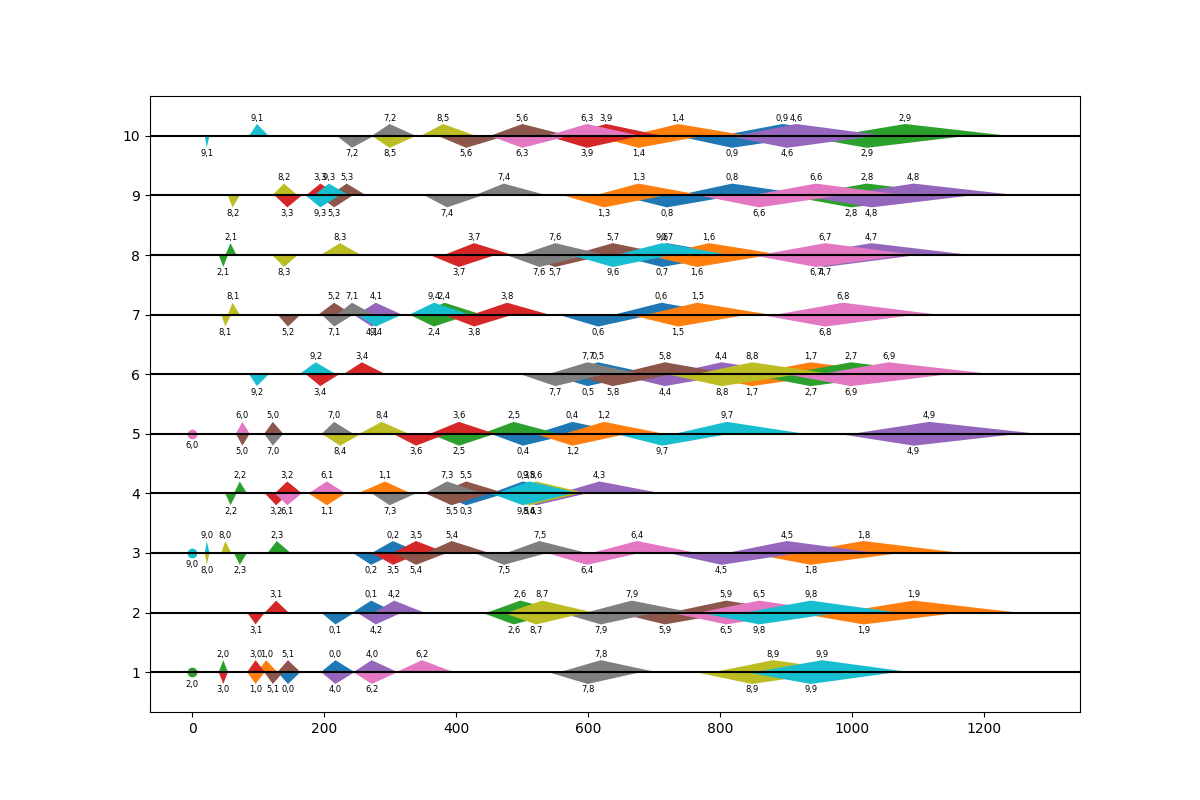 9,1 7,2 8,5 5,6 6,3 3,9 1,4 0,9 4,6 2,9
10
9,1 7,2 8,5 5,6 6,3 3,9 1,4 0,9 4,6 2,9
8,2 3,3 9,3 5,3 7,4 1,3 0,8 6,6 2,8 4,8
9
8,2 3,3 9,3 5,3 7,4 1,3 0,8 6,6 2,8 4,8
2,1 8,3 3,7 7,6 5,7 9,6 0,7 1,6 6,7 4,7
8
2,1 8,3 3,7 7,6 5,7 9,6 0,7 1,6 6,7 4,7
8,1 5,2 7,1 4,1 9,4 2,4 3,8 0,6 1,5 6,8
7
8,1 5,2 7,1 4,1 9,4 2,4 3,8 0,6 1,5 6,8
9,2 3,4 7,7 0,5 5,8 4,4 8,8 1,7 2,7 6,9
6
9,2 3,4 7,7 0,5 5,8 4,4 8,8 1,7 2,7 6,9
6,0 5,0 7,0 8,4 3,6 2,5 0,4 1,2 9,7 4,9
5
6,0 5,0 7,0 8,4 3,6 2,5 0,4 1,2 9,7 4,9
2,2 3,2 6,1 1,1 7,3 5,5 0,3 9,5 8,6 4,3
4
2,2 3,2 6,1 1,1 7,3 5,5 0,3 9,5 8,6 4,3
9,0 8,0 2,3 0,2 3,5 5,4 7,5 6,4 4,5 1,8
3
9,0 8,0 2,3 0,2 3,5 5,4 7,5 6,4 4,5 1,8
3,1 0,1 4,2 2,6 8,7 7,9 5,9 6,5 9,8 1,9
2
3,1 0,1 4,2 2,6 8,7 7,9 5,9 6,5 9,8 1,9
2,0 3,0 1,0 5,1 0,0 4,0 6,2 7,8 8,9 9,9
1
2,0 3,0 1,0 5,1 0,0 4,0 6,2 7,8 8,9 9,9
0 200 400 600 800 1000 1200